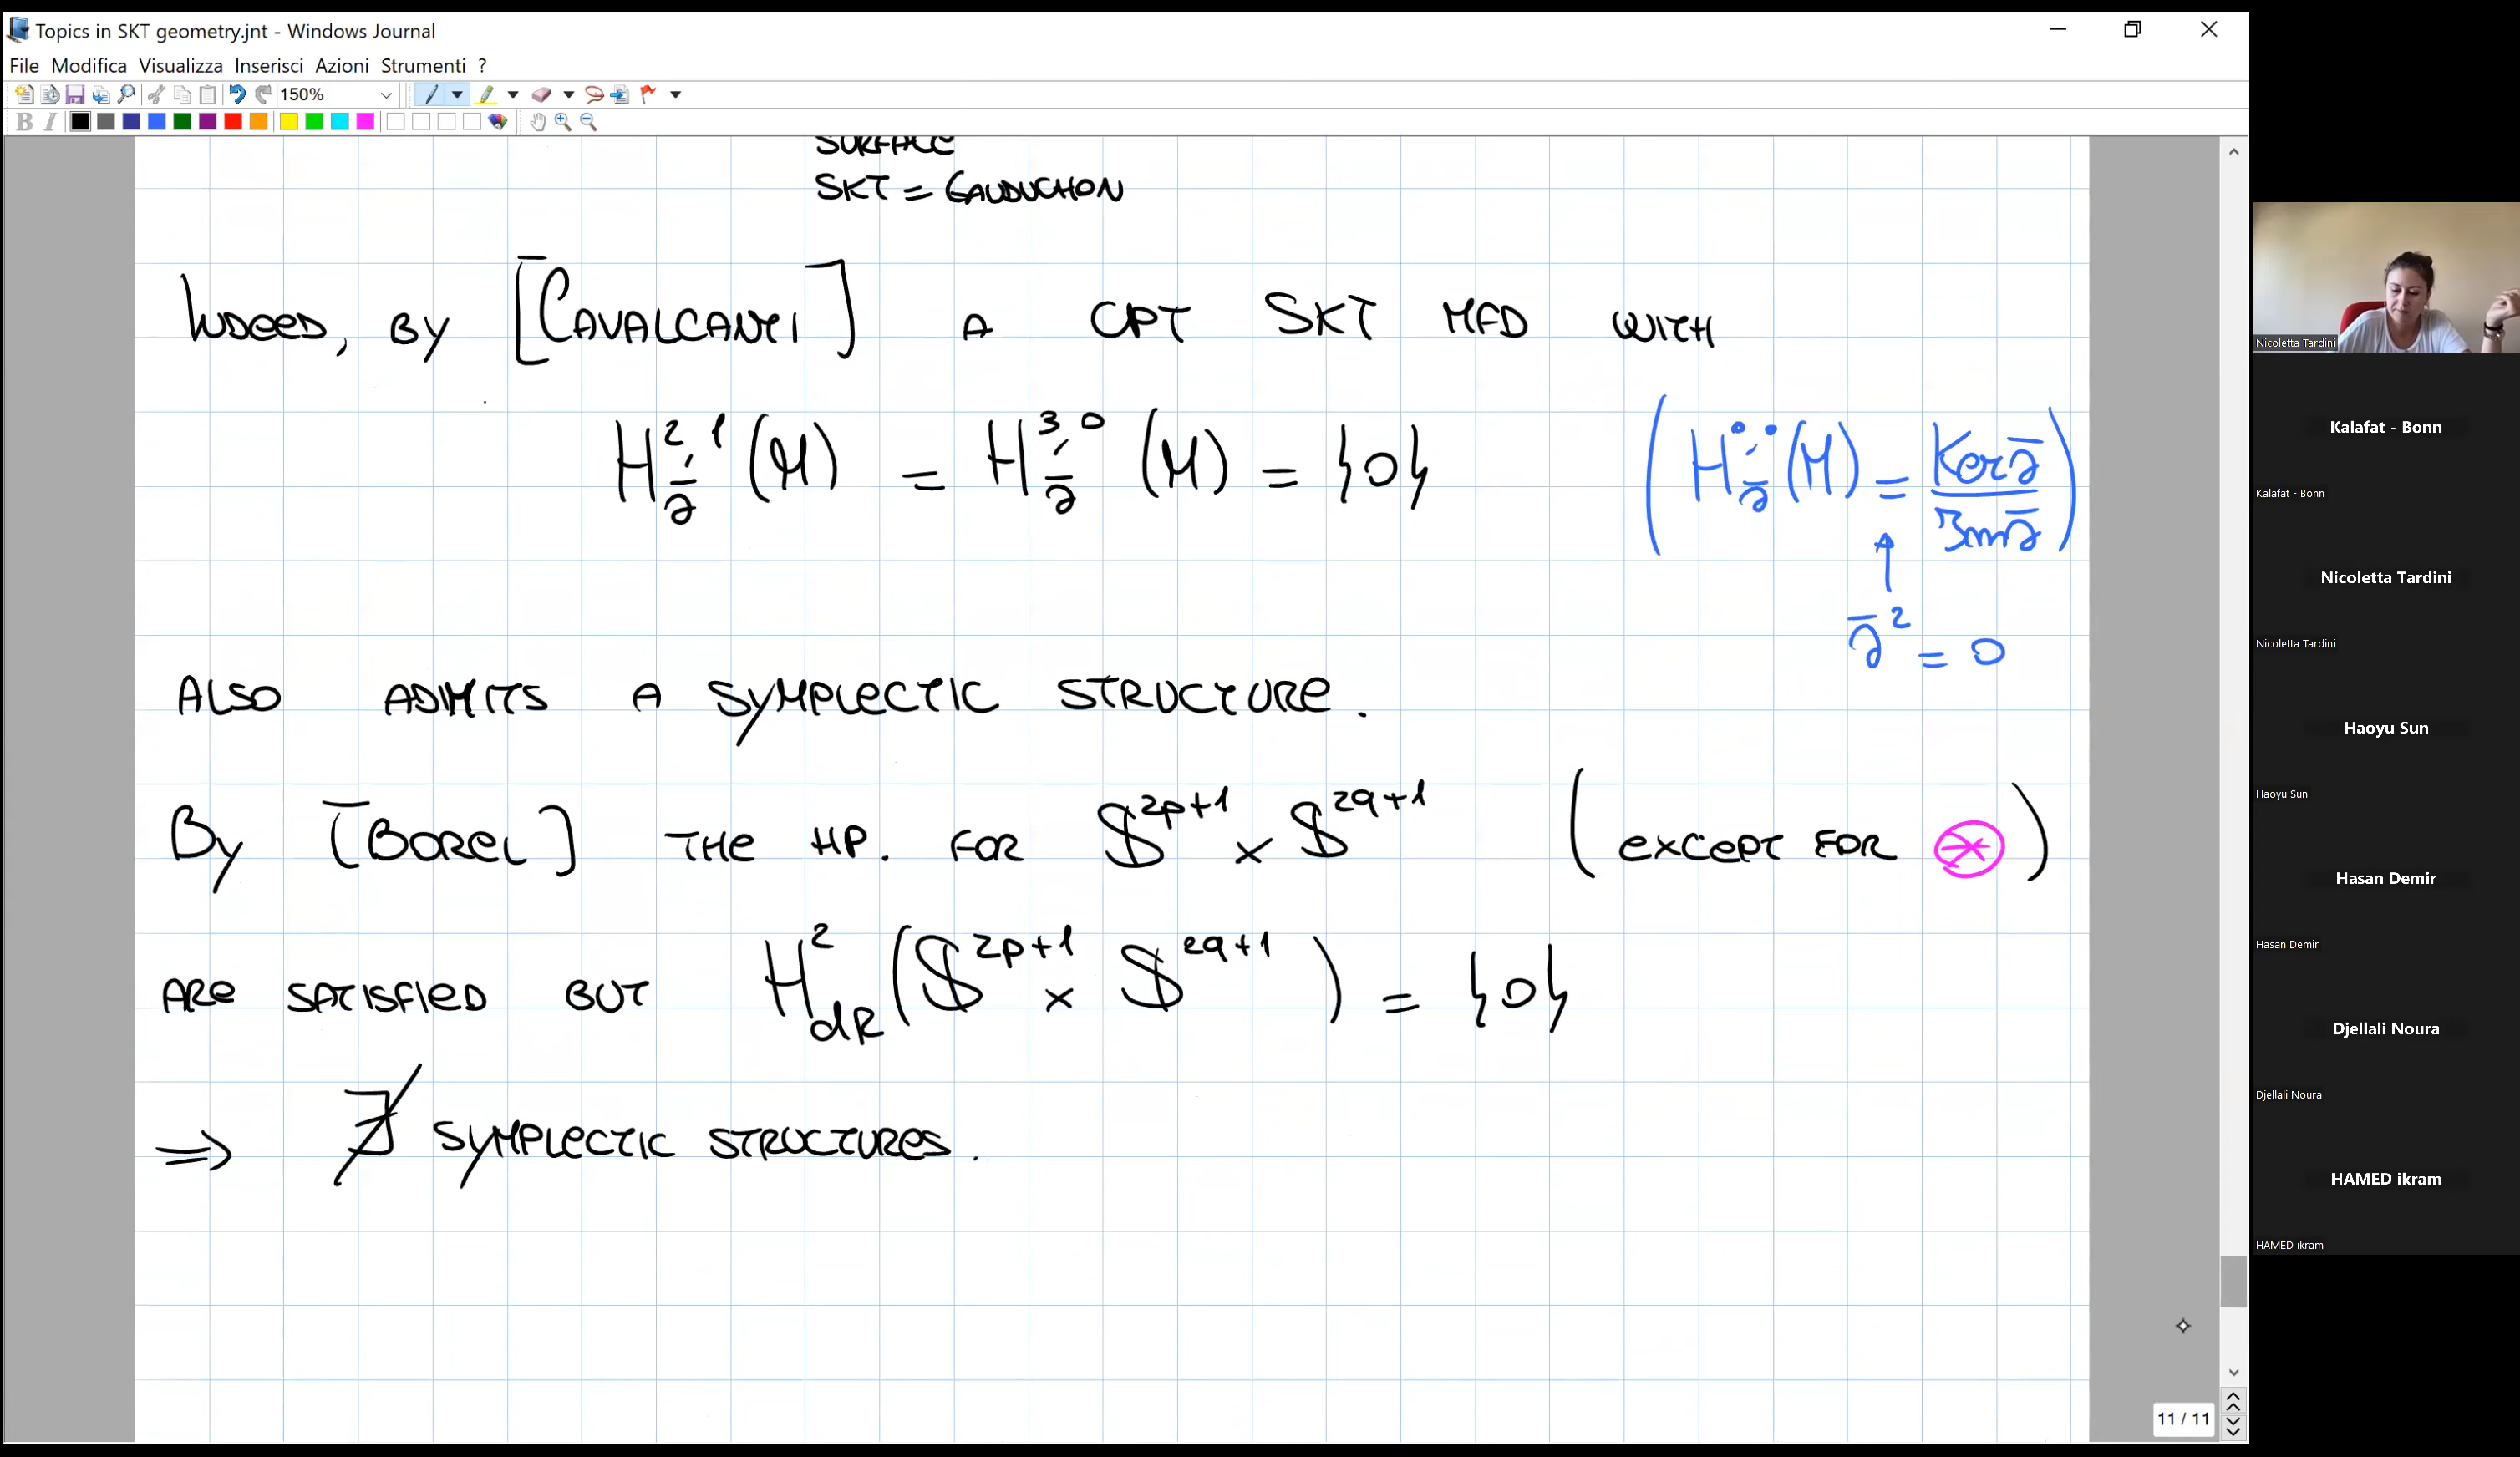 Topics in SKT geometry.jnt - Windows Journal
File Modifica Visualizza Inserisci Azioni Strumenti ?
150%
B I
SURFACE
SKT = GAUDUCHON
INDEED, BY [CAVALCANTI] A CPT SKT MFD WITH
H^{2,1}_{∂̄}(M) = H^{3,0}_{∂̄}(M) = {0}
(H^{•,•}_{∂̄}(M) = Ker ∂̄ / Im ∂̄)
↑
∂̄² = 0
ALSO ADMITS A SYMPLECTIC STRUCTURE.
BY [BOREL] THE HP. FOR S^{2p+1} × S^{2q+1} (EXCEPT FOR ⊛)
ARE SATISFIED BUT H²_{dR}(S^{2p+1} × S^{2q+1}) = {0}
⇒ ∄ SYMPLECTIC STRUCTURES.
11 / 11
Nicoletta Tardini
Kalafat - Bonn
Kalafat - Bonn
Nicoletta Tardini
Nicoletta Tardini
Haoyu Sun
Haoyu Sun
Hasan Demir
Hasan Demir
Djellali Noura
Djellali Noura
HAMED ikram
HAMED ikram